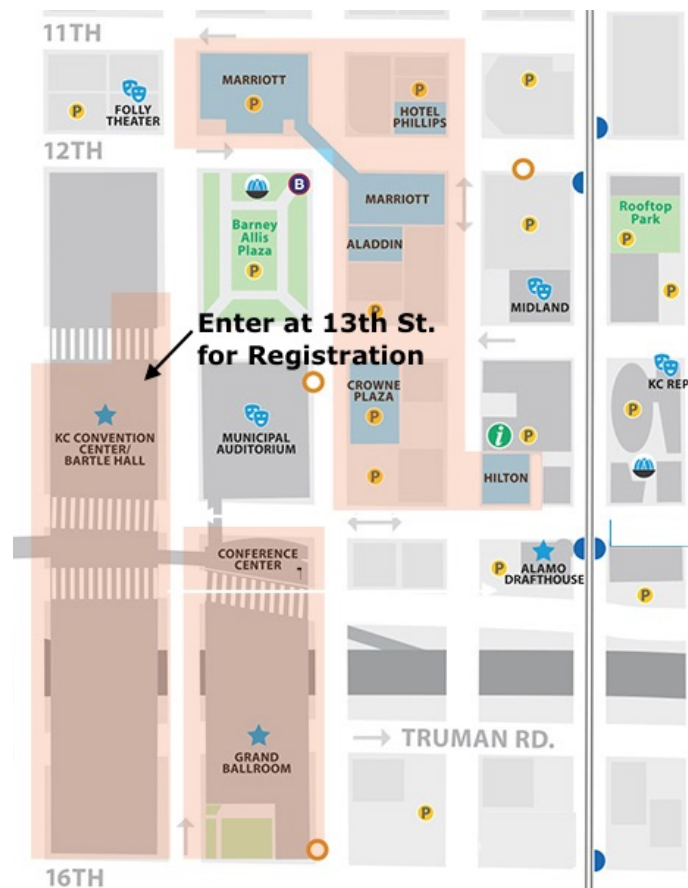 11TH
MARRIOTT
P
FOLLY
THEATER
P
P
HOTEL
PHILLIPS
P
P
12TH
B
MARRIOTT
Barney
Allis
Plaza
P
ALADDIN
P
Rooftop
Park
P
P
MIDLAND
P
Enter at 13th St.
for Registration
KC CONVENTION
CENTER/
BARTLE HALL
MUNICIPAL
AUDITORIUM
CROWNE
PLAZA
P
P
i
P
HILTON
KC REP
P
CONFERENCE
CENTER
P
ALAMO
DRAFTHOUSE
P
GRAND
BALLROOM
TRUMAN RD.
P
16TH